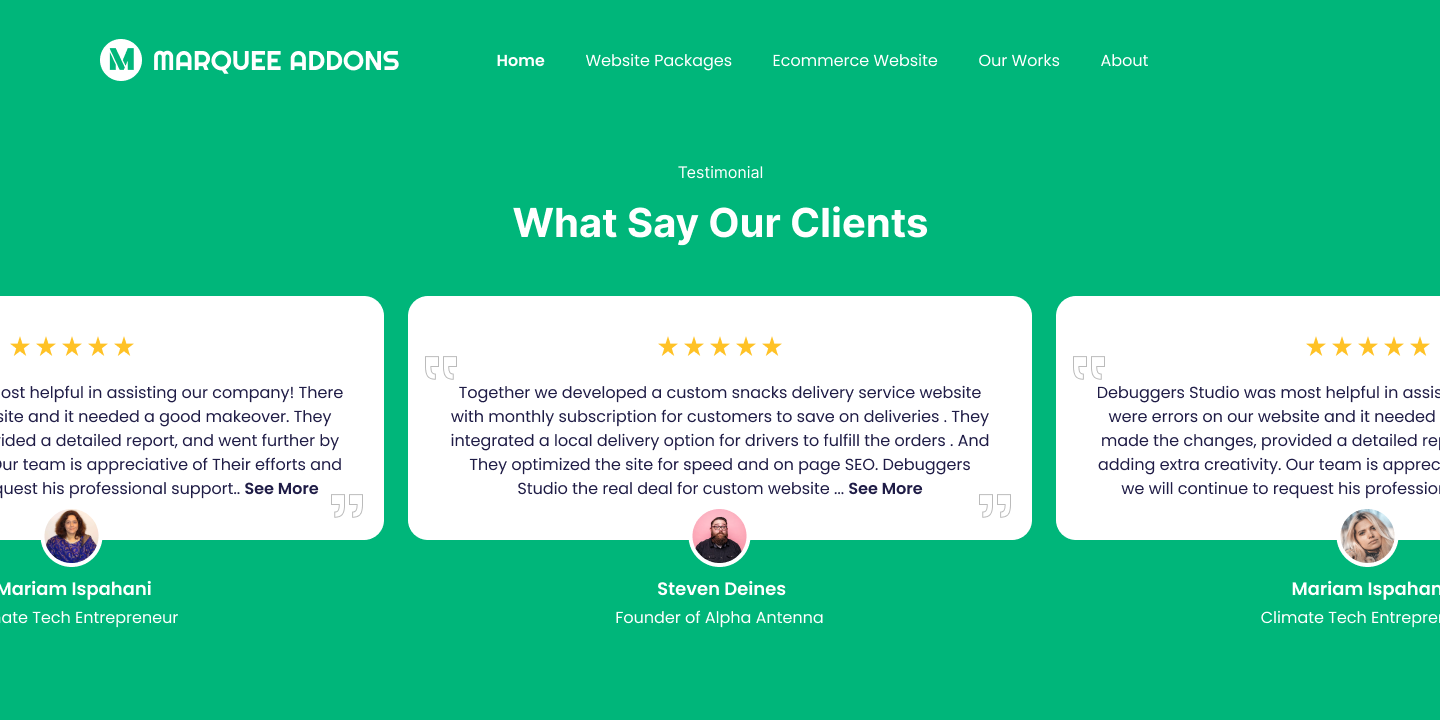 M MARQUEE ADDONS
Home Website Packages Ecommerce Website Our Works About
Testimonial
What Say Our Clients
ost helpful in assisting our company! There
site and it needed a good makeover. They
ided a detailed report, and went further by
Our team is appreciative of Their efforts and
quest his professional support.. See More
Mariam Ispahani
ate Tech Entrepreneur
Together we developed a custom snacks delivery service website
with monthly subscription for customers to save on deliveries . They
integrated a local delivery option for drivers to fulfill the orders . And
They optimized the site for speed and on page SEO. Debuggers
Studio the real deal for custom website ... See More
Steven Deines
Founder of Alpha Antenna
Debuggers Studio was most helpful in assis
were errors on our website and it needed
made the changes, provided a detailed rep
adding extra creativity. Our team is apprec
we will continue to request his profession
Mariam Ispahan
Climate Tech Entrepre